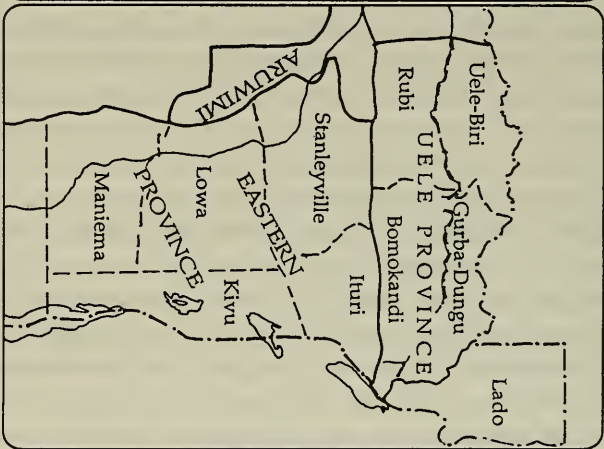 Uele-Biri
Gurba-Dungu
Lado
UELE PROVINCE
Rubi
Bomokandi
ARUWIMI
Stanleyville
Ituri
EASTERN
PROVINCE
Lowa
Kivu
Maniema